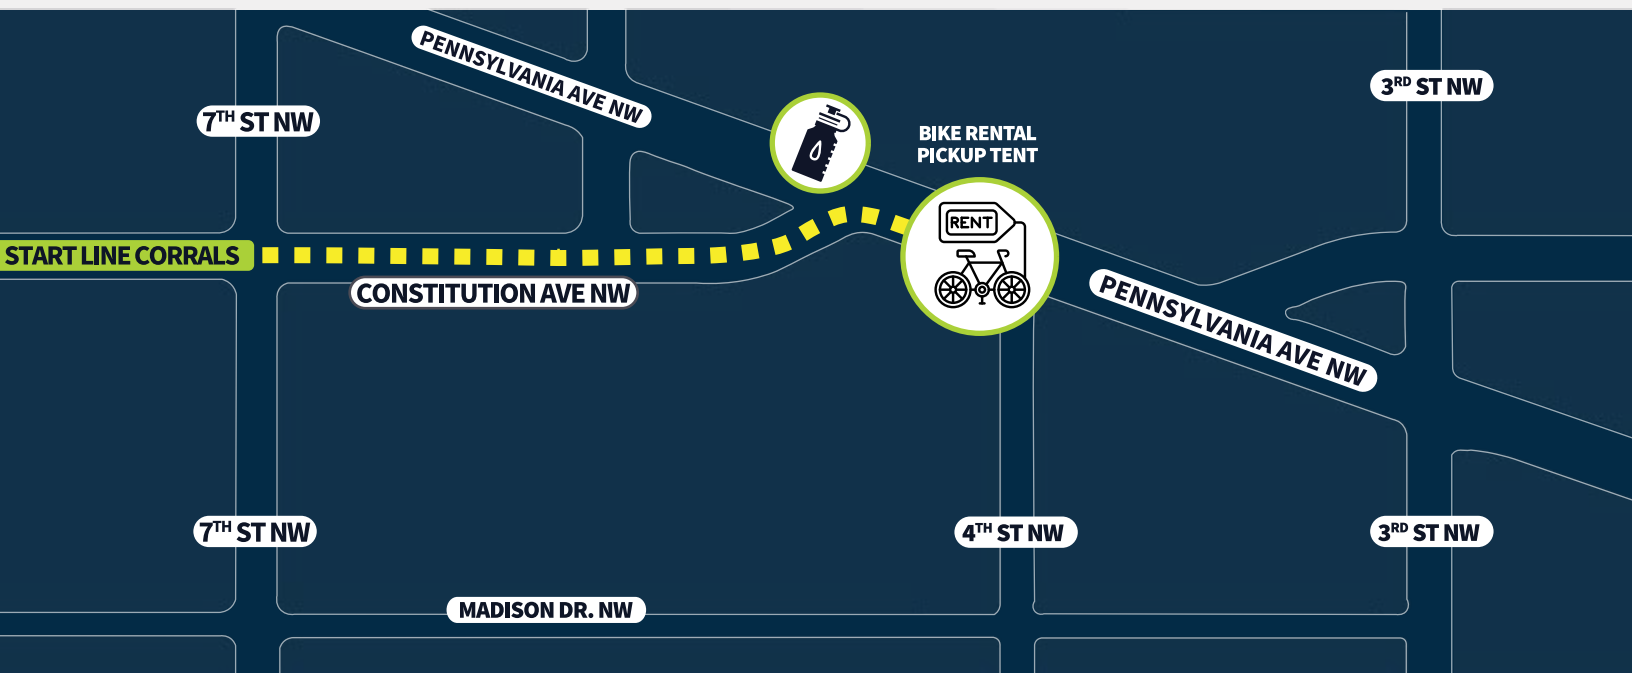 PENNSYLVANIA AVE NW
3RD ST NW
7TH ST NW
BIKE RENTAL
PICKUP TENT
RENT
START LINE CORRALS
CONSTITUTION AVE NW
PENNSYLVANIA AVE NW
7TH ST NW
4TH ST NW
3RD ST NW
MADISON DR. NW